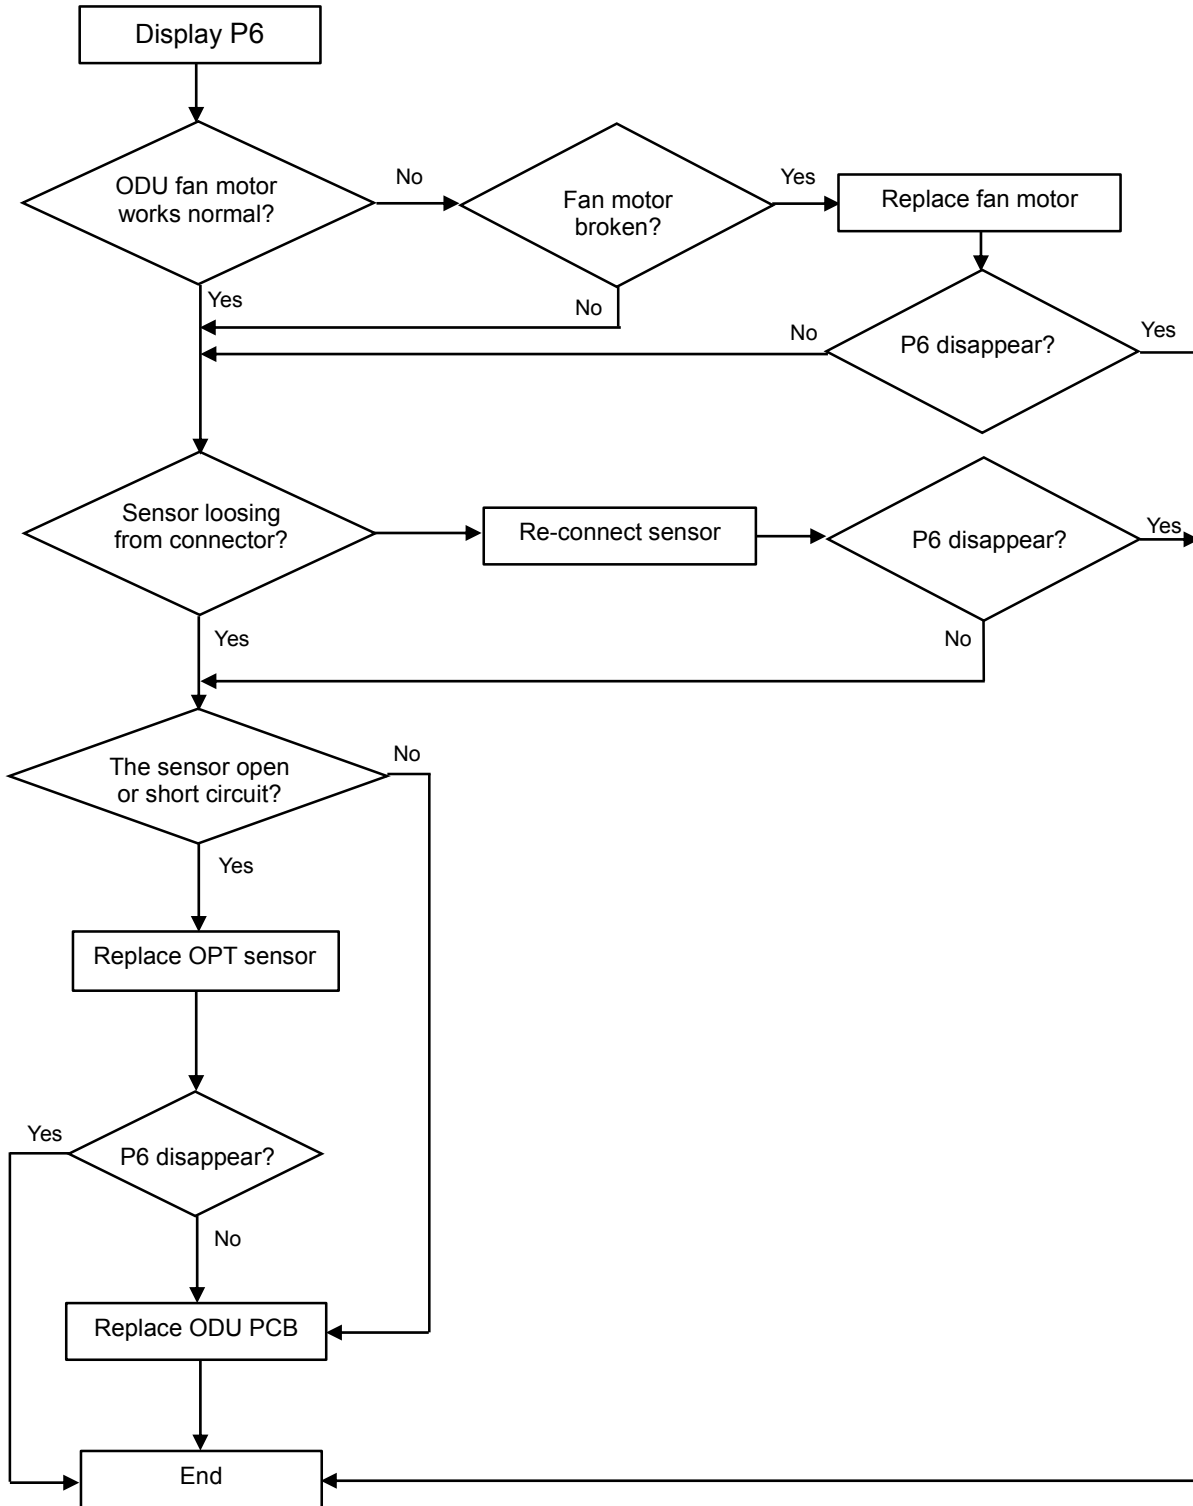 Display P6
ODU fan motor
works normal?
No
Fan motor
broken?
Yes
Replace fan motor
Yes
No
No
P6 disappear?
Yes
Sensor loosing
from connector?
Re-connect sensor
P6 disappear?
Yes
Yes
No
The sensor open
or short circuit?
No
Yes
Replace OPT sensor
Yes
P6 disappear?
No
Replace ODU PCB
End